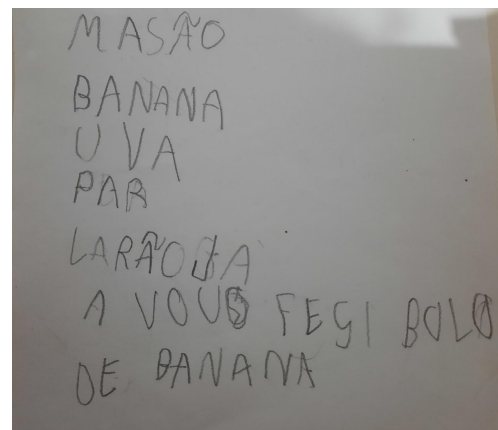 MASÃO
BANANA
UVA
PAR
LARÃOJA
A VOUS FEGI BOLO
DE BANANA